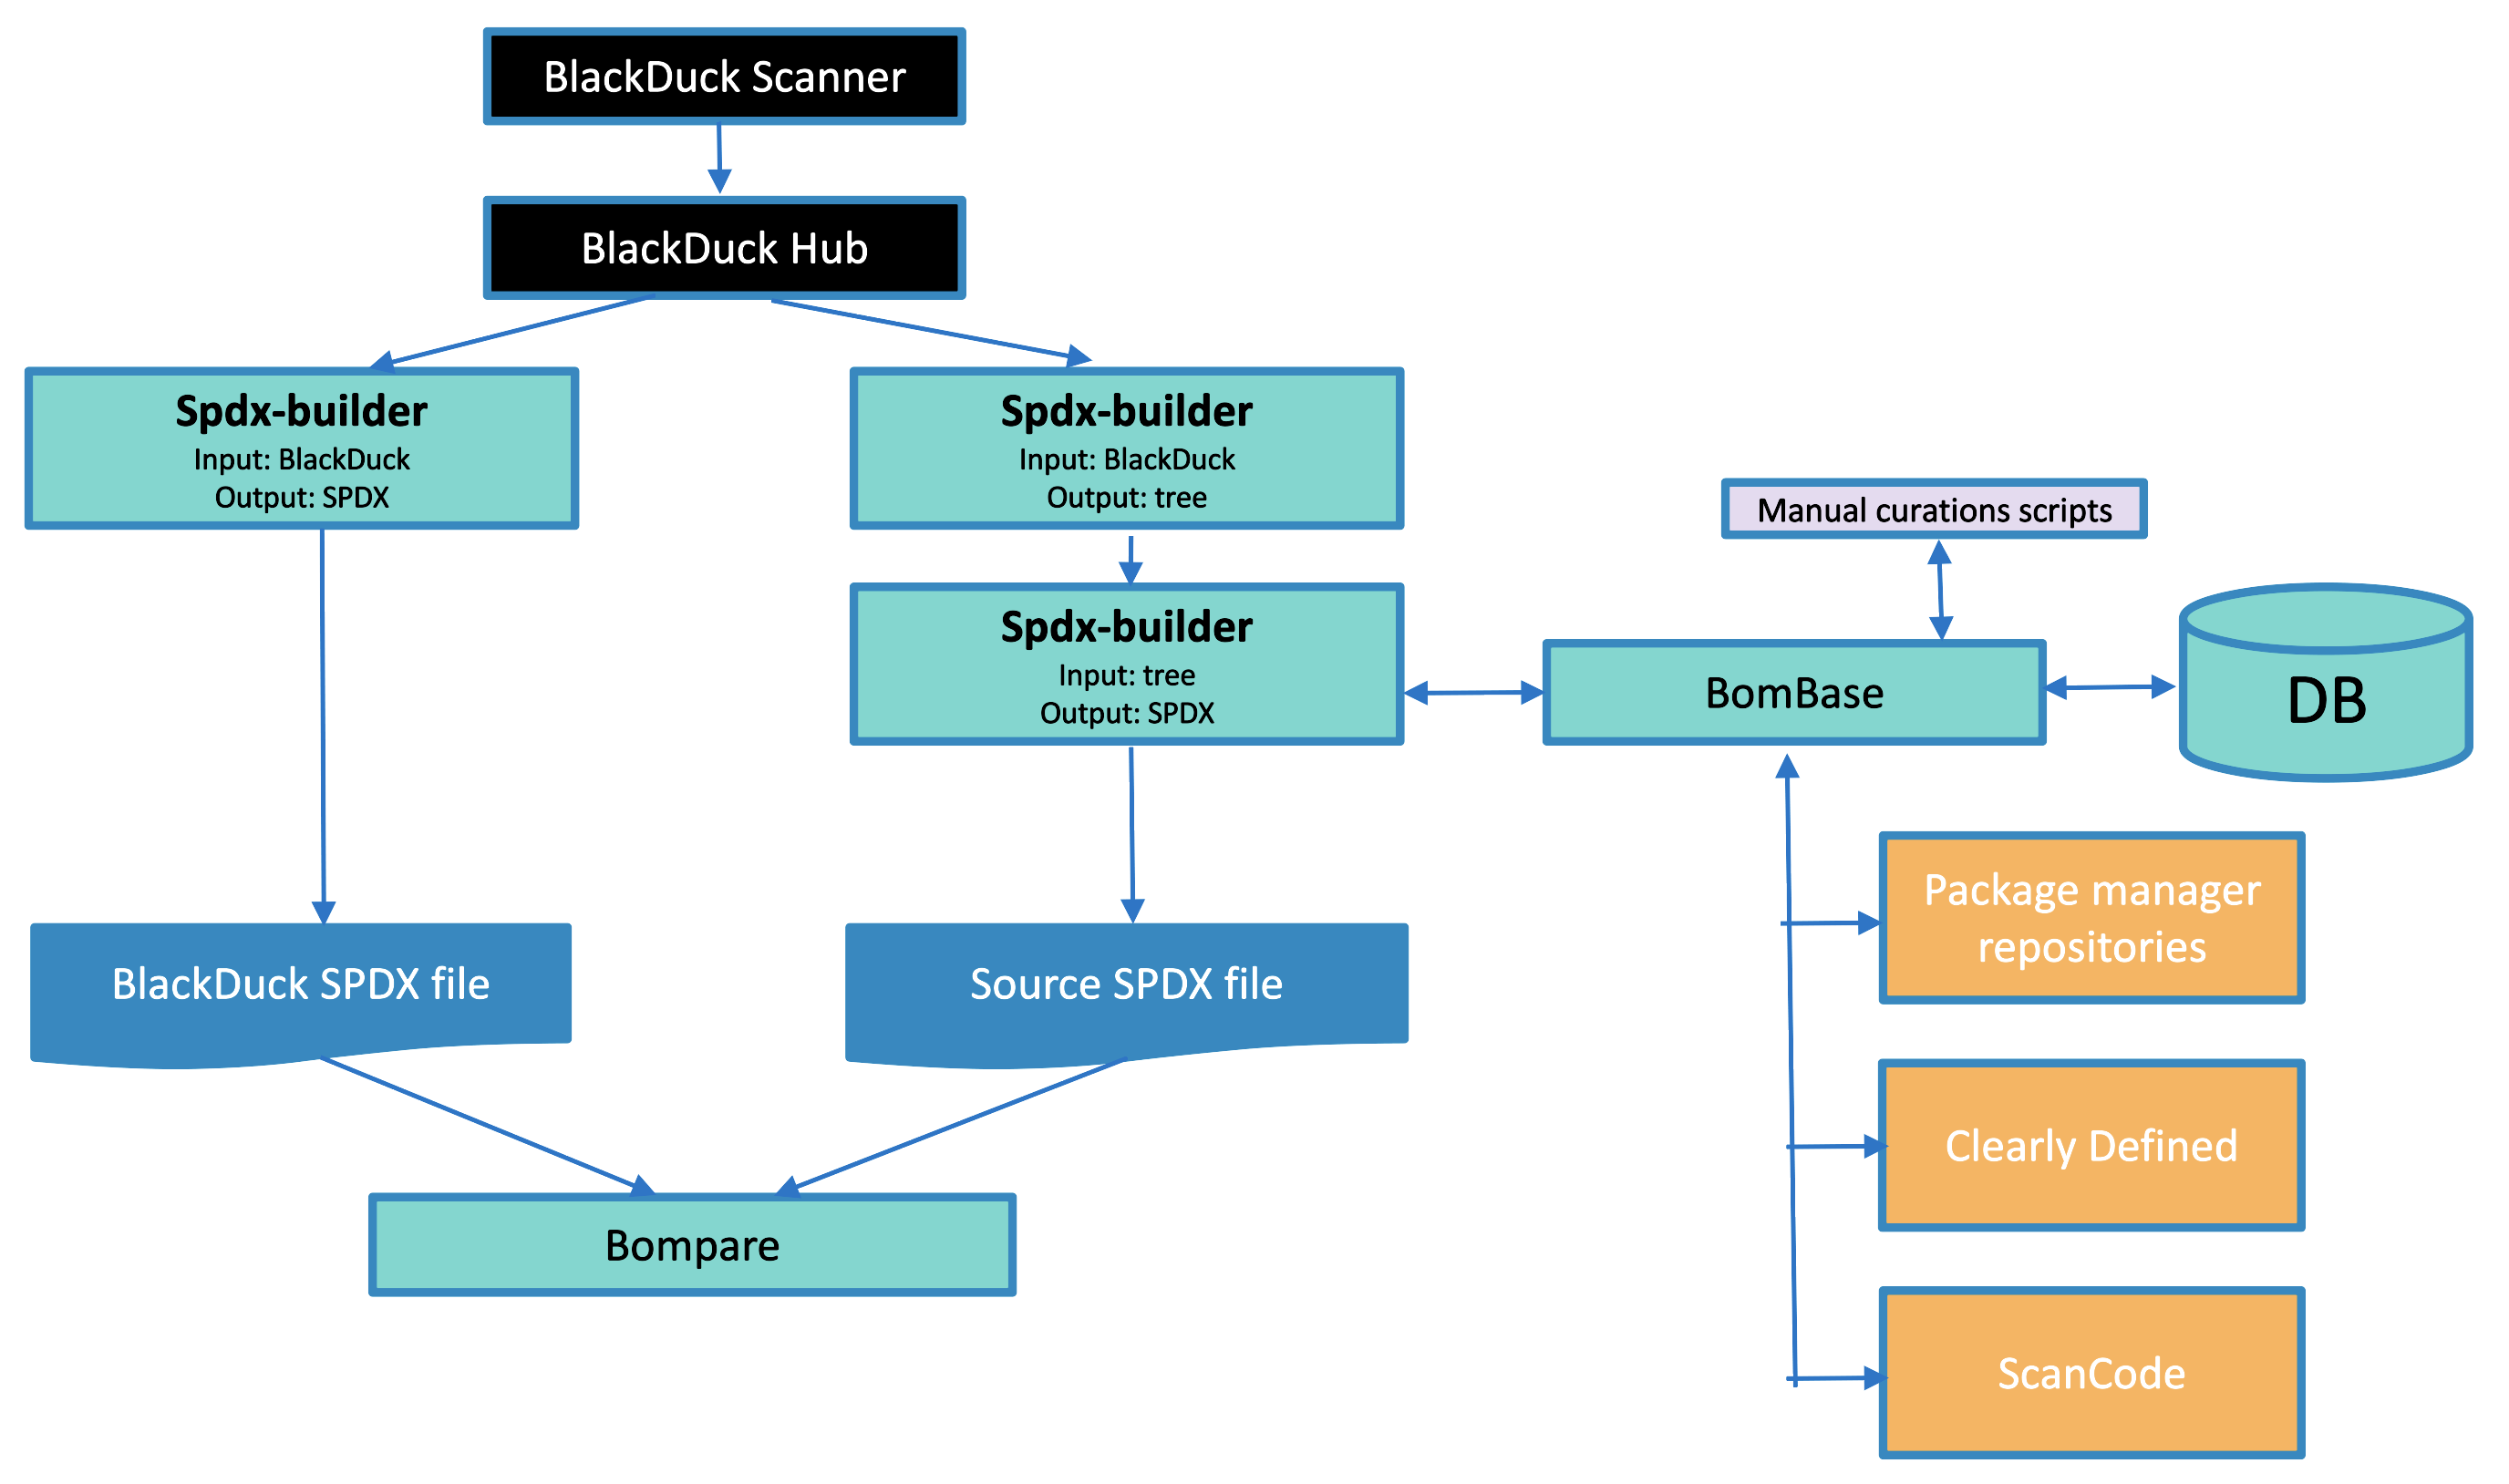 BlackDuck Scanner
BlackDuck Hub
Spdx-builder
Input: BlackDuck
Output: SPDX
Spdx-builder
Input: BlackDuck
Output: tree
Manual curations scripts
Spdx-builder
Input: tree
Output: SPDX
BomBase
DB
Package manager
repositories
BlackDuck SPDX file
Source SPDX file
Clearly Defined
Bompare
ScanCode